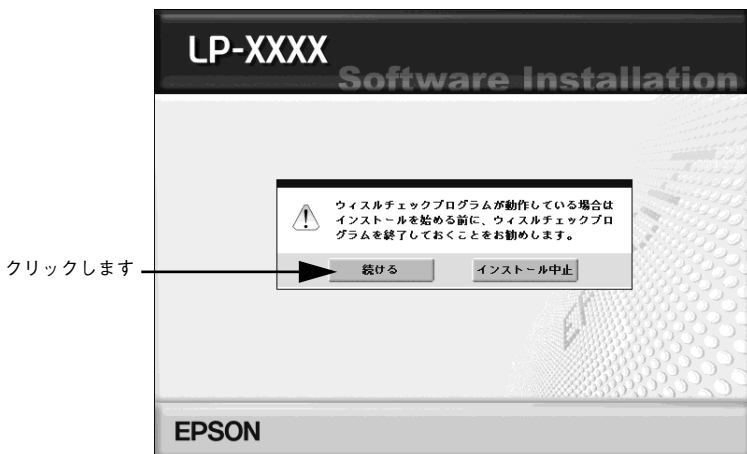 LP-XXXX
Software Installation
ウィスルチェックプログラムが動作している場合は
インストールを始める前に、ウィスルチェックプロ
グラムを終了しておくことをお勧めします。
クリックします
続ける
インストール中止
EPSON